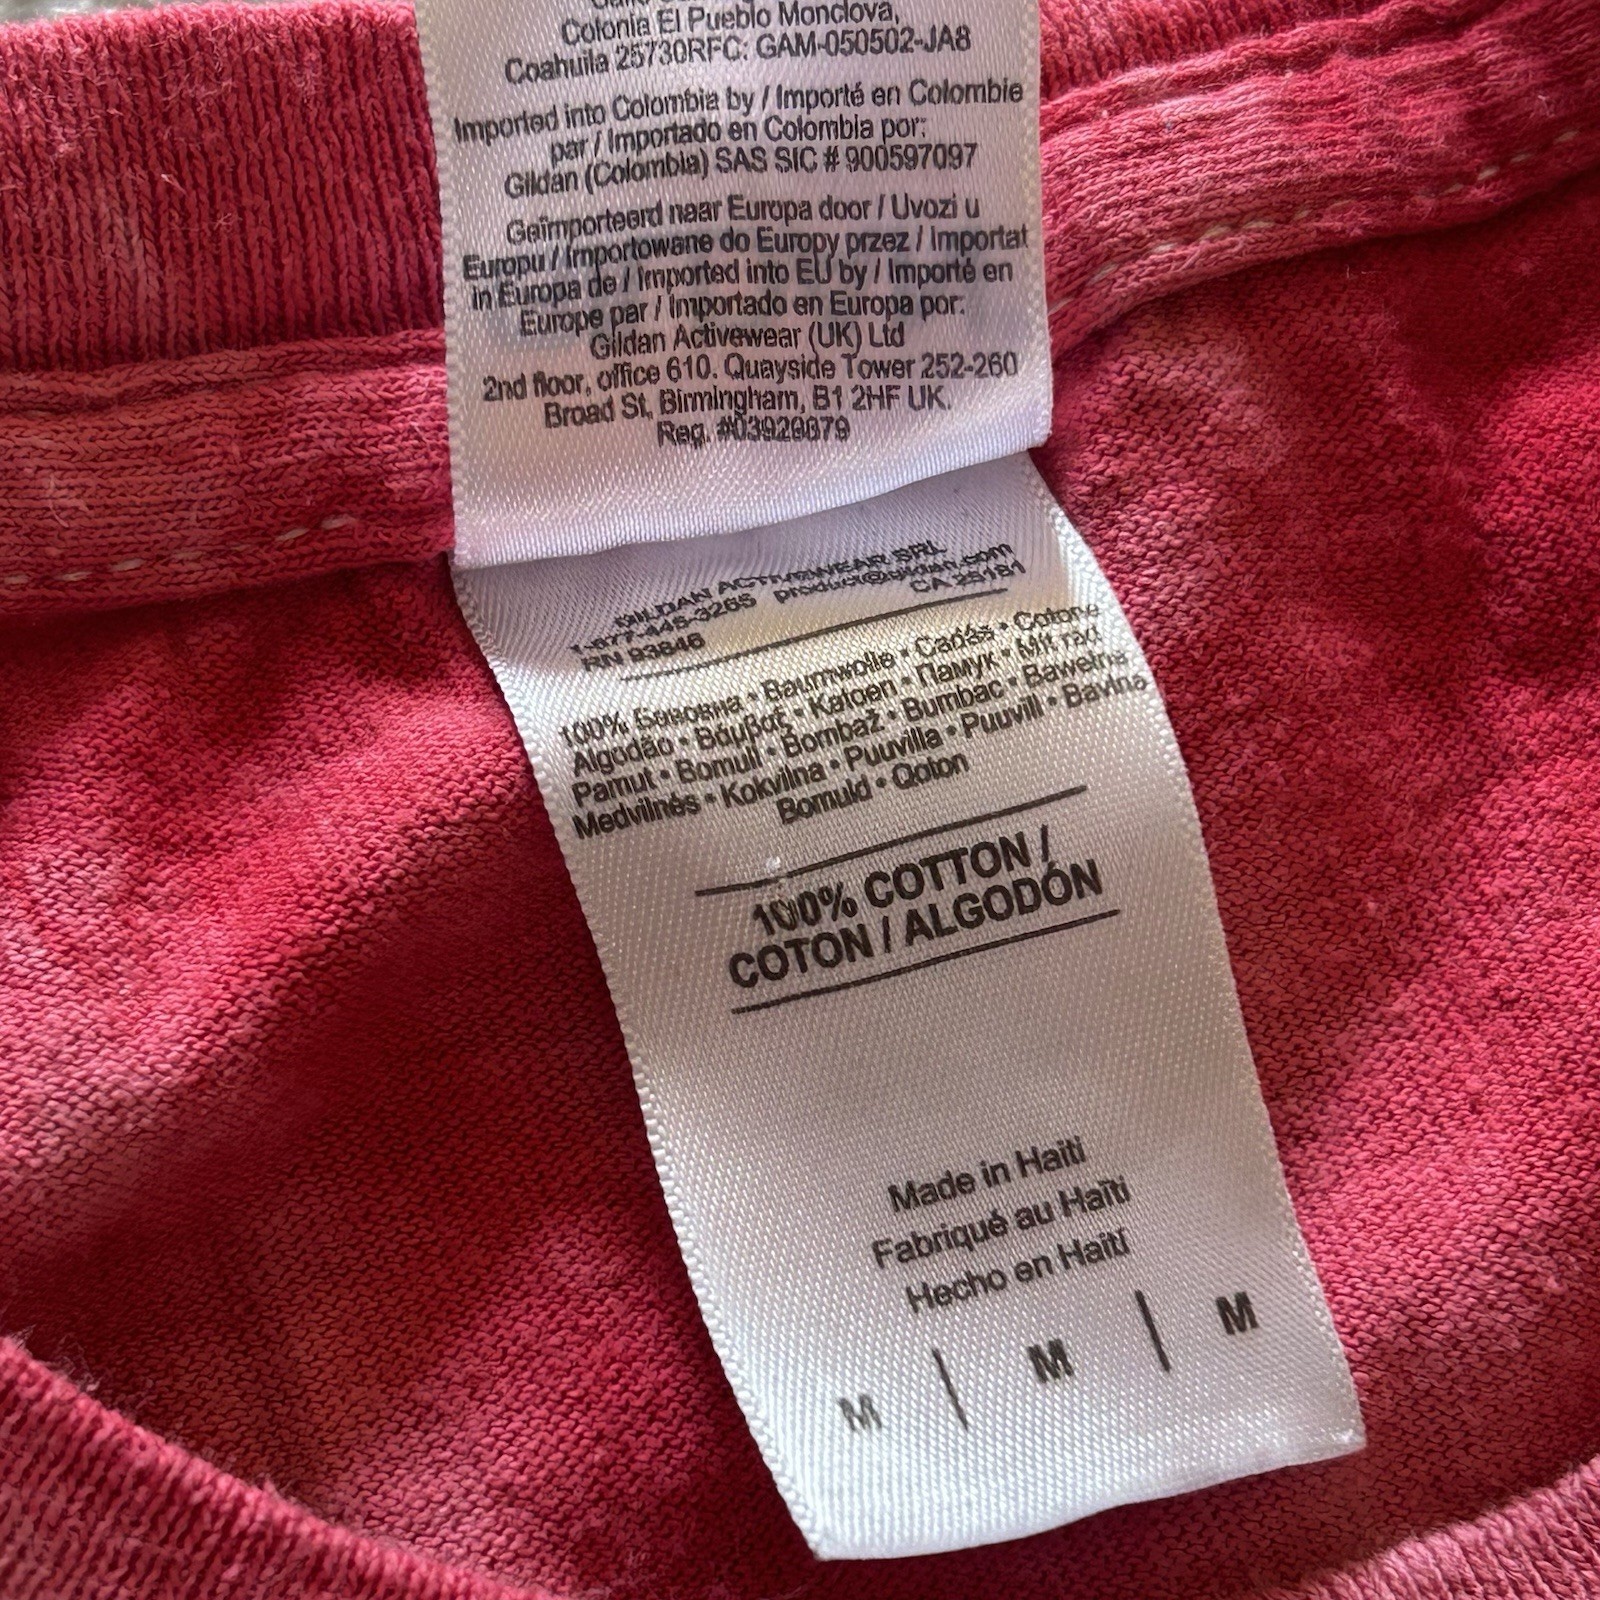 Colonia El Pueblo Monclova,
Coahuila 25730RFC: GAM-050502-JA8
Imported into Colombia by / Importé en Colombie
par / Importado en Colombia por:
Gildan (Colombia) SAS SIC # 900597097
Geïmporteerd naar Europa door / Uvozi u
Europu / Importowane do Europy przez / Importat
in Europa de / Imported into EU by / Importé en
Europe par / Importado en Europa por:
Gildan Activewear (UK) Ltd
2nd floor, office 610. Quayside Tower 252-260
Broad St, Birmingham, B1 2HF UK.
Reg. #03929879
GILDAN ACTIVEWEAR SRL
1-877-445-3265 product@gildan.com
RN 93846 CA 25181
100% Бавовна • Baumwolle • Cadás • Cotone
Algodão • Βάμβαξ • Katoen • Памук • Mit rad
Pamut • Bomull • Bombaž • Bumbac • Bawełna
Medvilnės • Kokvilna • Puuvilla • Puuvill • Bavlna
Bomuld • Qoton
100% COTTON /
COTON / ALGODÓN
Made in Haiti
Fabriqué au Haïti
Hecho en Haití
M | M | M